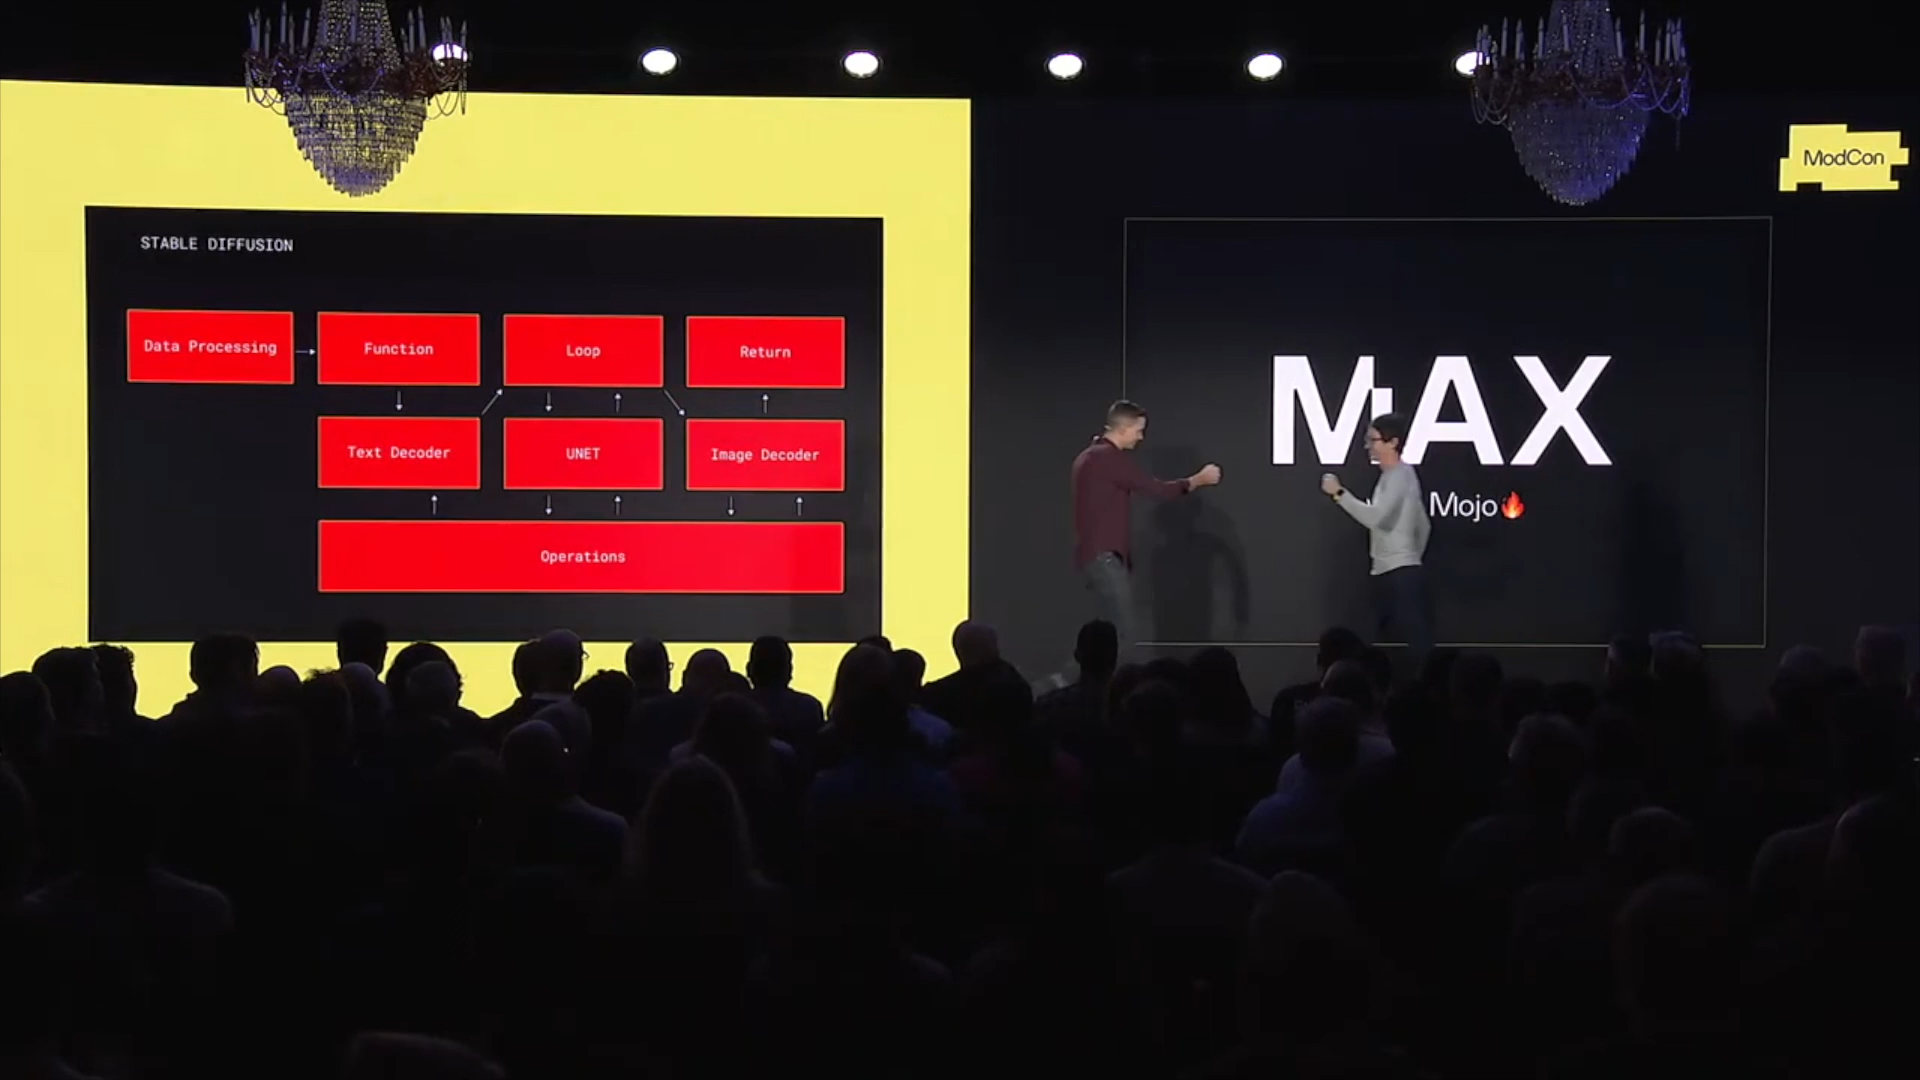 ModCon
STABLE DIFFUSION
Data Processing
Function
Loop
Return
Text Decoder
UNET
Image Decoder
Operations
MAX
Mojo🔥